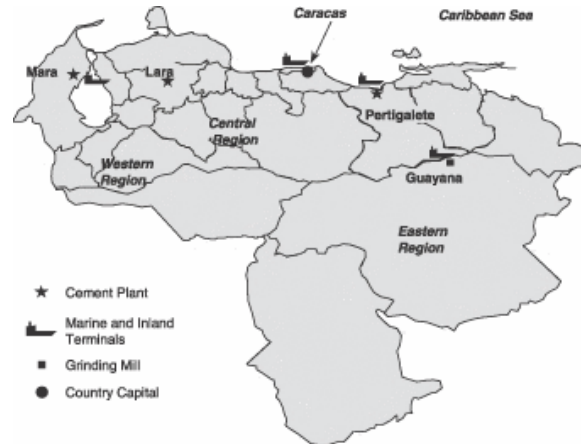 Caracas
Caribbean Sea
Mara
Lara
Pertigalete
Central
Region
Western
Region
Guayana
Eastern
Region
Cement Plant
Marine and Inland
Terminals
Grinding Mill
Country Capital